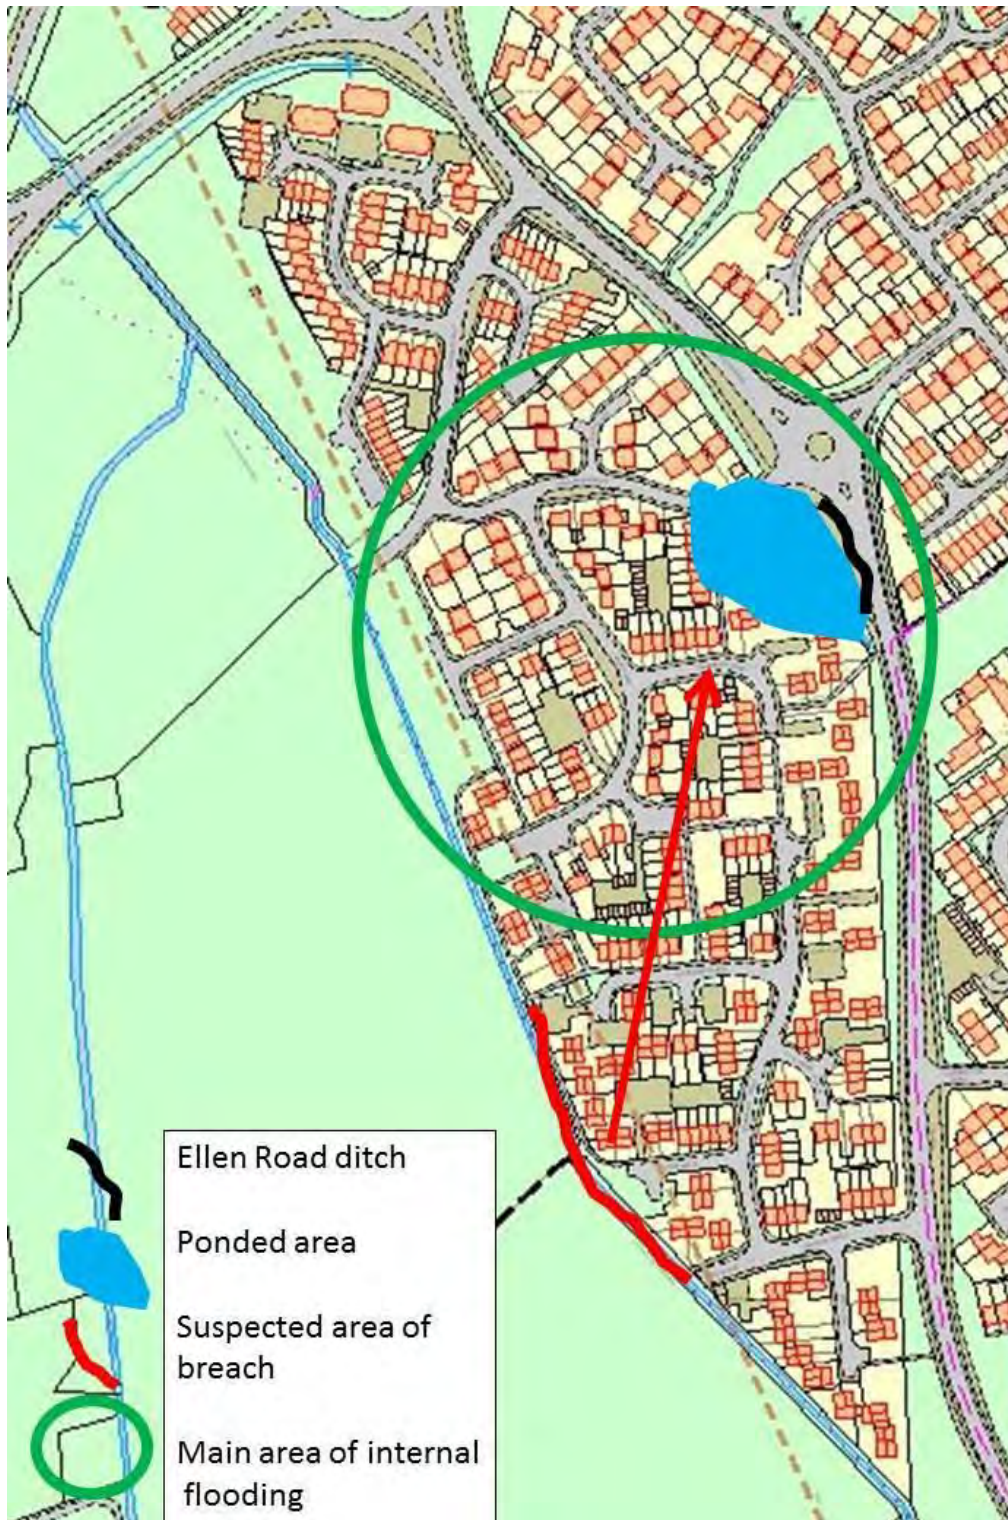 Ellen Road ditch
Ponded area
Suspected area of
breach
Main area of internal
flooding